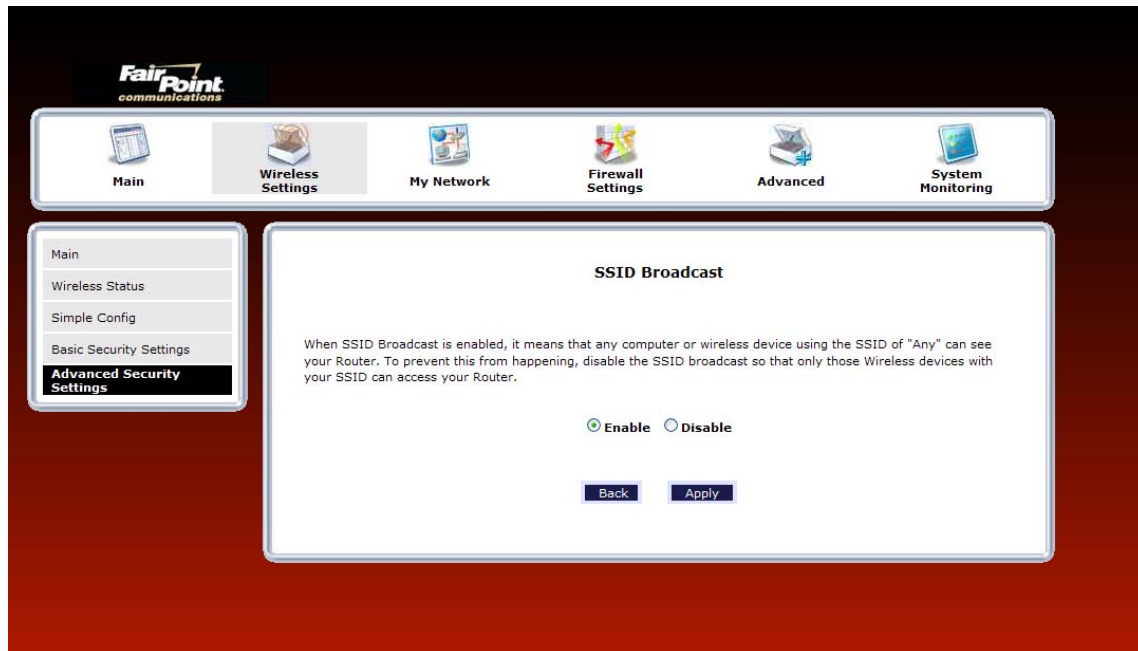 FairPoint.
communications
Main
Wireless
Settings
My Network
Firewall
Settings
Advanced
System
Monitoring
Main
Wireless Status
Simple Config
Basic Security Settings
Advanced Security
Settings
SSID Broadcast
When SSID Broadcast is enabled, it means that any computer or wireless device using the SSID of "Any" can see
your Router. To prevent this from happening, disable the SSID broadcast so that only those Wireless devices with
your SSID can access your Router.
Enable Disable
Back Apply